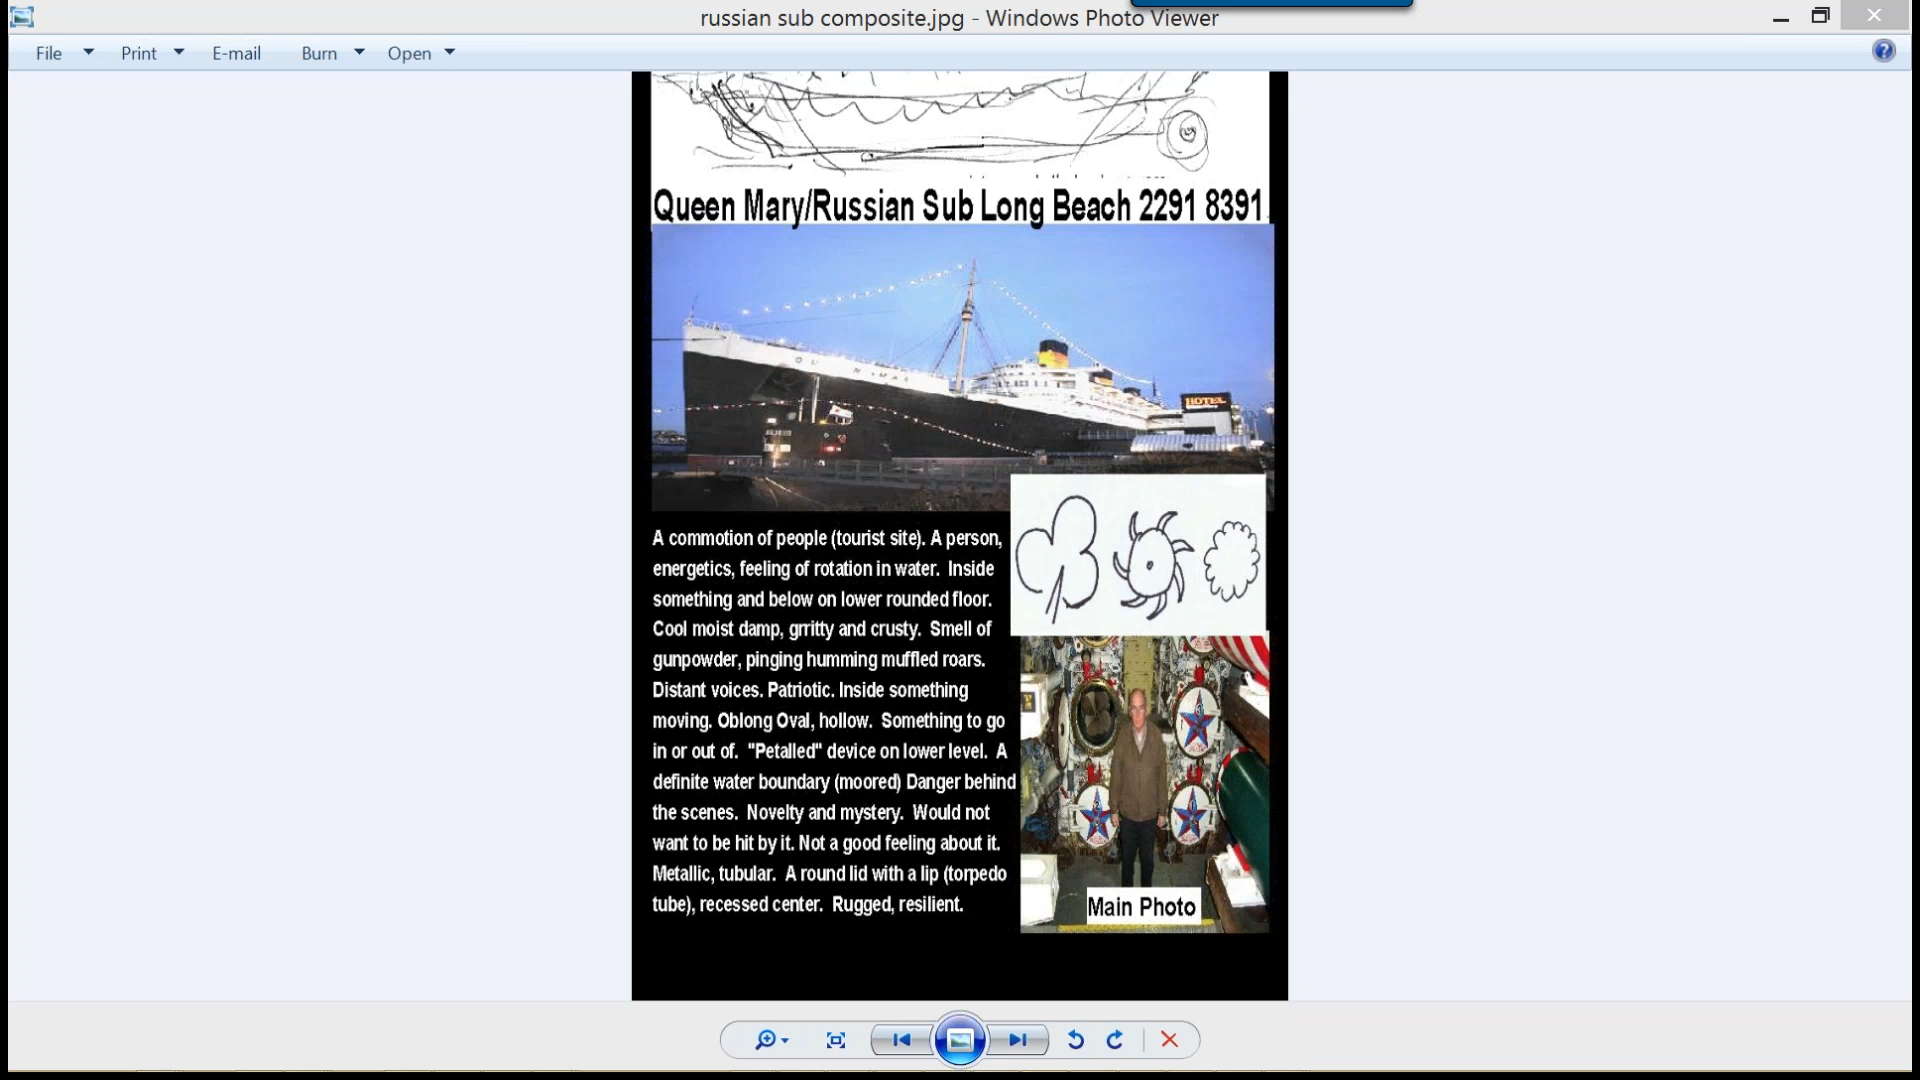 russian sub composite.jpg - Windows Photo Viewer
File Print E-mail Burn Open
Queen Mary/Russian Sub Long Beach 2291 8391
HOTEL
A commotion of people (tourist site). A person,
energetics, feeling of rotation in water. Inside
something and below on lower rounded floor.
Cool moist damp, grritty and crusty. Smell of
gunpowder, pinging humming muffled roars.
Distant voices. Patriotic. Inside something
moving. Oblong Oval, hollow. Something to go
in or out of. "Petalled" device on lower level. A
definite water boundary (moored) Danger behind
the scenes. Novelty and mystery. Would not
want to be hit by it. Not a good feeling about it.
Metallic, tubular. A round lid with a lip (torpedo
tube), recessed center. Rugged, resilient.
Main Photo